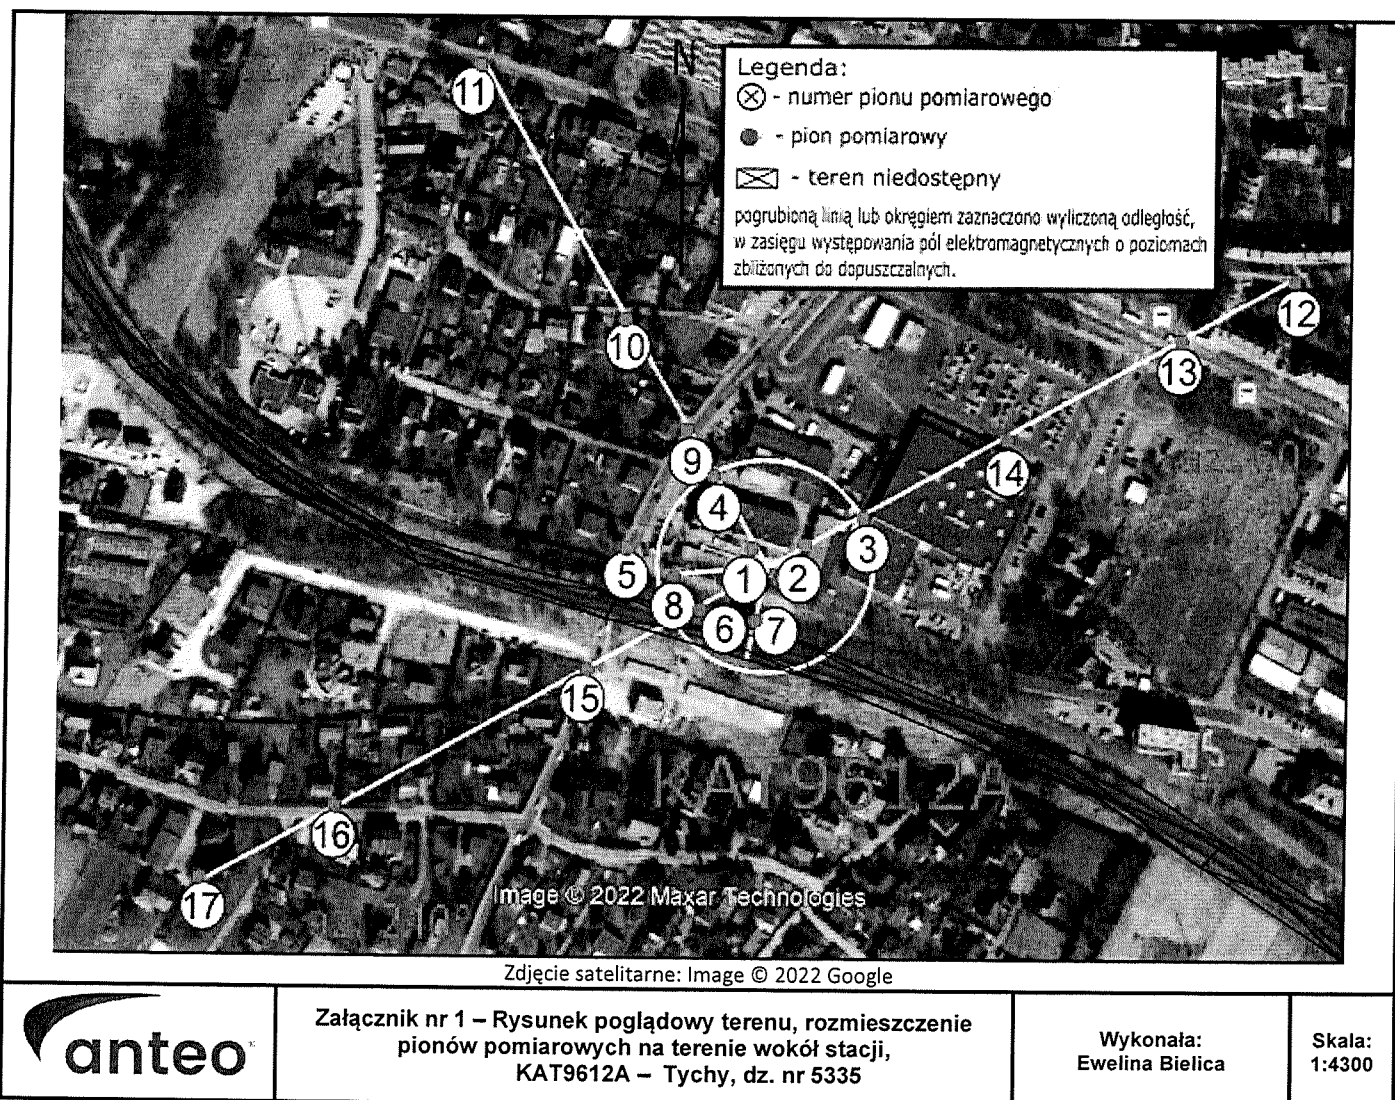 N
Legenda:
- numer pionu pomiarowego
- pion pomiarowy
- teren niedostępny
pogrubioną linią lub okręgiem zaznaczono wyliczoną odległość,
w zasięgu występowania pól elektromagnetycznych o poziomach
zbliżonych do dopuszczalnych.
11
12
10
13
9
14
4
3
5
1
2
8
6
7
15
KAT9612A
16
17
Image © 2022 Maxar Technologies
Zdjęcie satelitarne: Image © 2022 Google
anteo
Załącznik nr 1 – Rysunek poglądowy terenu, rozmieszczenie
pionów pomiarowych na terenie wokół stacji,
KAT9612A – Tychy, dz. nr 5335
Wykonała:
Ewelina Bielica
Skala:
1:4300